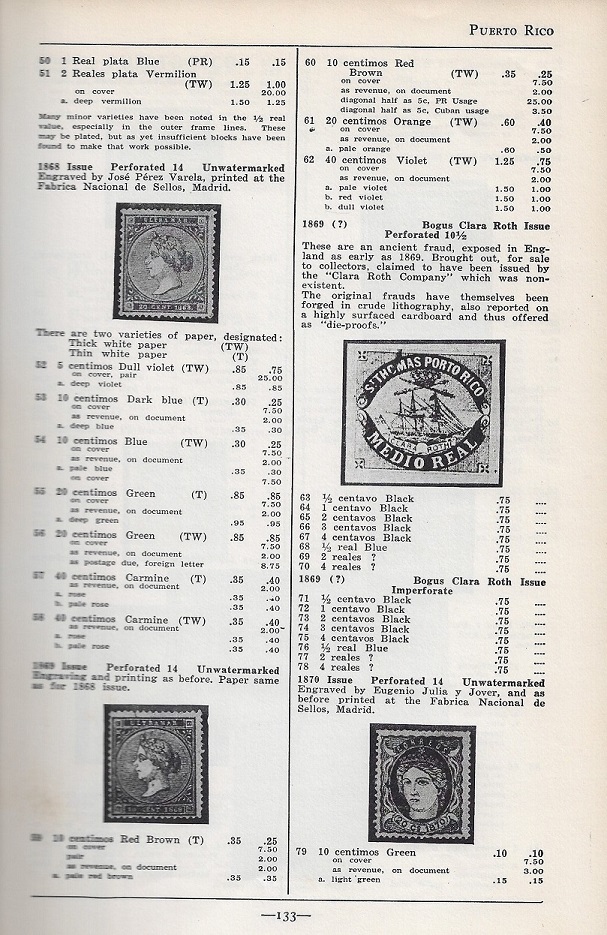 PUERTO RICO
50 1 Real plata Blue (PR) .15 .15
51 2 Reales plata Vermilion
(TW) 1.25 1.00
on cover 20.00
a. deep vermilion 1.50 1.25
Many minor varieties have been noted in the ½ real
value, especially in the outer frame lines. These
may be plated, but as yet insufficient blocks have been
found to make that work possible.
1868 Issue Perforated 14 Unwatermarked
Engraved by José Pérez Varela, printed at the
Fabrica Nacional de Sellos, Madrid.
ULTRAMAR
20 CENT 1868
There are two varieties of paper, designated:
Thick white paper (TW)
Thin white paper (T)
52 5 centimos Dull violet (TW) .85 .75
on cover, pair 25.00
a. deep violet .85 .85
53 10 centimos Dark blue (T) .30 .25
on cover 7.50
as revenue, on document 2.00
a. deep blue .35 .30
54 10 centimos Blue (TW) .30 .25
on cover 7.50
as revenue, on document 2.00
a. pale blue .35 .30
on cover 7.50
55 20 centimos Green (T) .85 .85
on cover 7.50
as revenue, on document 2.00
a. deep green .95 .95
56 20 centimos Green (TW) .85 .85
on cover 7.50
as revenue, on document 2.00
as postage due, foreign letter 8.75
57 40 centimos Carmine (T) .35 .40
as revenue, on document 2.00
a. rose .35 .40
b. pale rose .35 .40
58 40 centimos Carmine (TW) .35 .40
as revenue, on document 2.00
a. rose .35 .40
b. pale rose .35 .40
1869 Issue Perforated 14 Unwatermarked
Engraving and printing as before. Paper same
as for 1868 issue.
ULTRAMAR
CENT 1869
59 10 centimos Red Brown (T) .35 .25
on cover 7.50
pair 2.00
as revenue, on document 2.00
a. pale red brown .35 .35
60 10 centimos Red
Brown (TW) .35 .25
on cover 7.50
as revenue, on document 2.00
diagonal half as 5c, PR Usage 25.00
diagonal half as 5c, Cuban usage 3.50
61 20 centimos Orange (TW) .60 .40
on cover 7.50
as revenue, on document 2.00
a. pale orange .60 .50
62 40 centimos Violet (TW) 1.25 .75
on cover 7.50
as revenue, on document 2.00
a. pale violet 1.50 1.00
b. red violet 1.50 1.00
b. dull violet 1.50 1.00
1869 (?) Bogus Clara Roth Issue
Perforated 10½
These are an ancient fraud, exposed in Eng-
land as early as 1869. Brought out, for sale
to collectors, claimed to have been issued by
the "Clara Roth Company" which was non-
existent.
The original frauds have themselves been
forged in crude lithography, also reported on
a highly surfaced cardboard and thus offered
as "die-proofs."
ST THOMAS PORTO RICO
CLARA ROTH
MEDIO REAL
63 ½ centavo Black .75 ....
64 1 centavo Black .75 ....
65 2 centavos Black .75 ....
66 3 centavos Black .75 ....
67 4 centavos Black .75 ....
68 ½ real Blue .75 ....
69 2 reales ? .75 ....
70 4 reales ? .75 ....
1869 (?) Bogus Clara Roth Issue
Imperforate
71 ½ centavo Black .75 ....
72 1 centavo Black .75 ....
73 2 centavos Black .75 ....
74 3 centavos Black .75 ....
75 4 centavos Black .75 ....
76 ½ real Blue .75 ....
77 2 reales ? .75 ....
78 4 reales ? .75 ....
1870 Issue Perforated 14 Unwatermarked
Engraved by Eugenio Julia y Jover, and as
before printed at the Fabrica Nacional de
Sellos, Madrid.
CORREOS
1870
79 10 centimos Green .10 .10
on cover 7.50
as revenue, on document 3.00
a. light green .15 .15
—133—